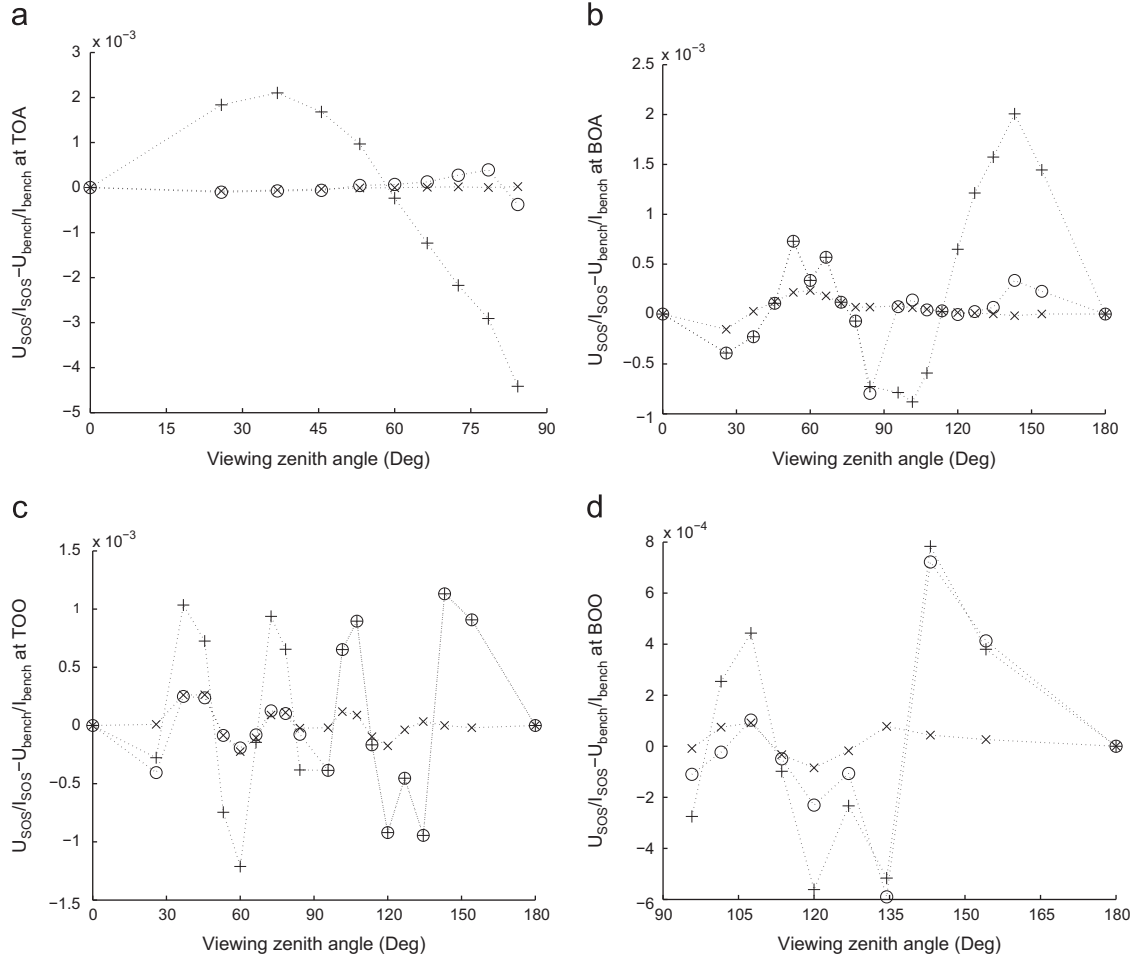 a
x 10⁻³
3
2
1
0
−1
−2
−3
−4
−5
U_SOS/I_SOS−U_bench/I_bench at TOA
0 15 30 45 60 75 90
Viewing zenith angle (Deg)
b
x 10⁻³
2.5
2
1.5
1
0.5
0
−0.5
−1
U_SOS/I_SOS−U_bench/I_bench at BOA
0 30 60 90 120 150 180
Viewing zenith angle (Deg)
c
x 10⁻³
1.5
1
0.5
0
−0.5
−1
−1.5
U_SOS/I_SOS−U_bench/I_bench at TOO
0 30 60 90 120 150 180
Viewing zenith angle (Deg)
d
x 10⁻⁴
8
6
4
2
0
−2
−4
−6
U_SOS/I_SOS−U_bench/I_bench at BOO
90 105 120 135 150 165 180
Viewing zenith angle (Deg)